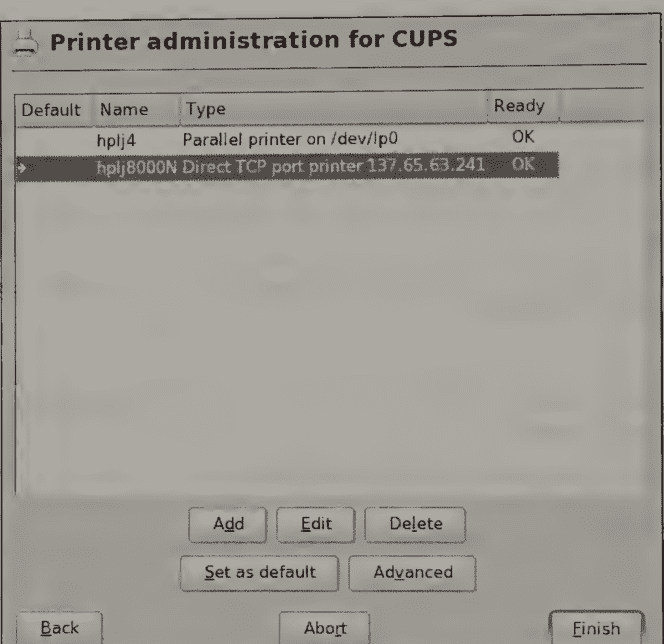 Printer administration for CUPS
Default Name Type Ready
hplj4 Parallel printer on /dev/lp0 OK
hplj8000N Direct TCP port printer 137.65.63.241 OK
Add Edit Delete
Set as default Advanced
Back Abort Finish